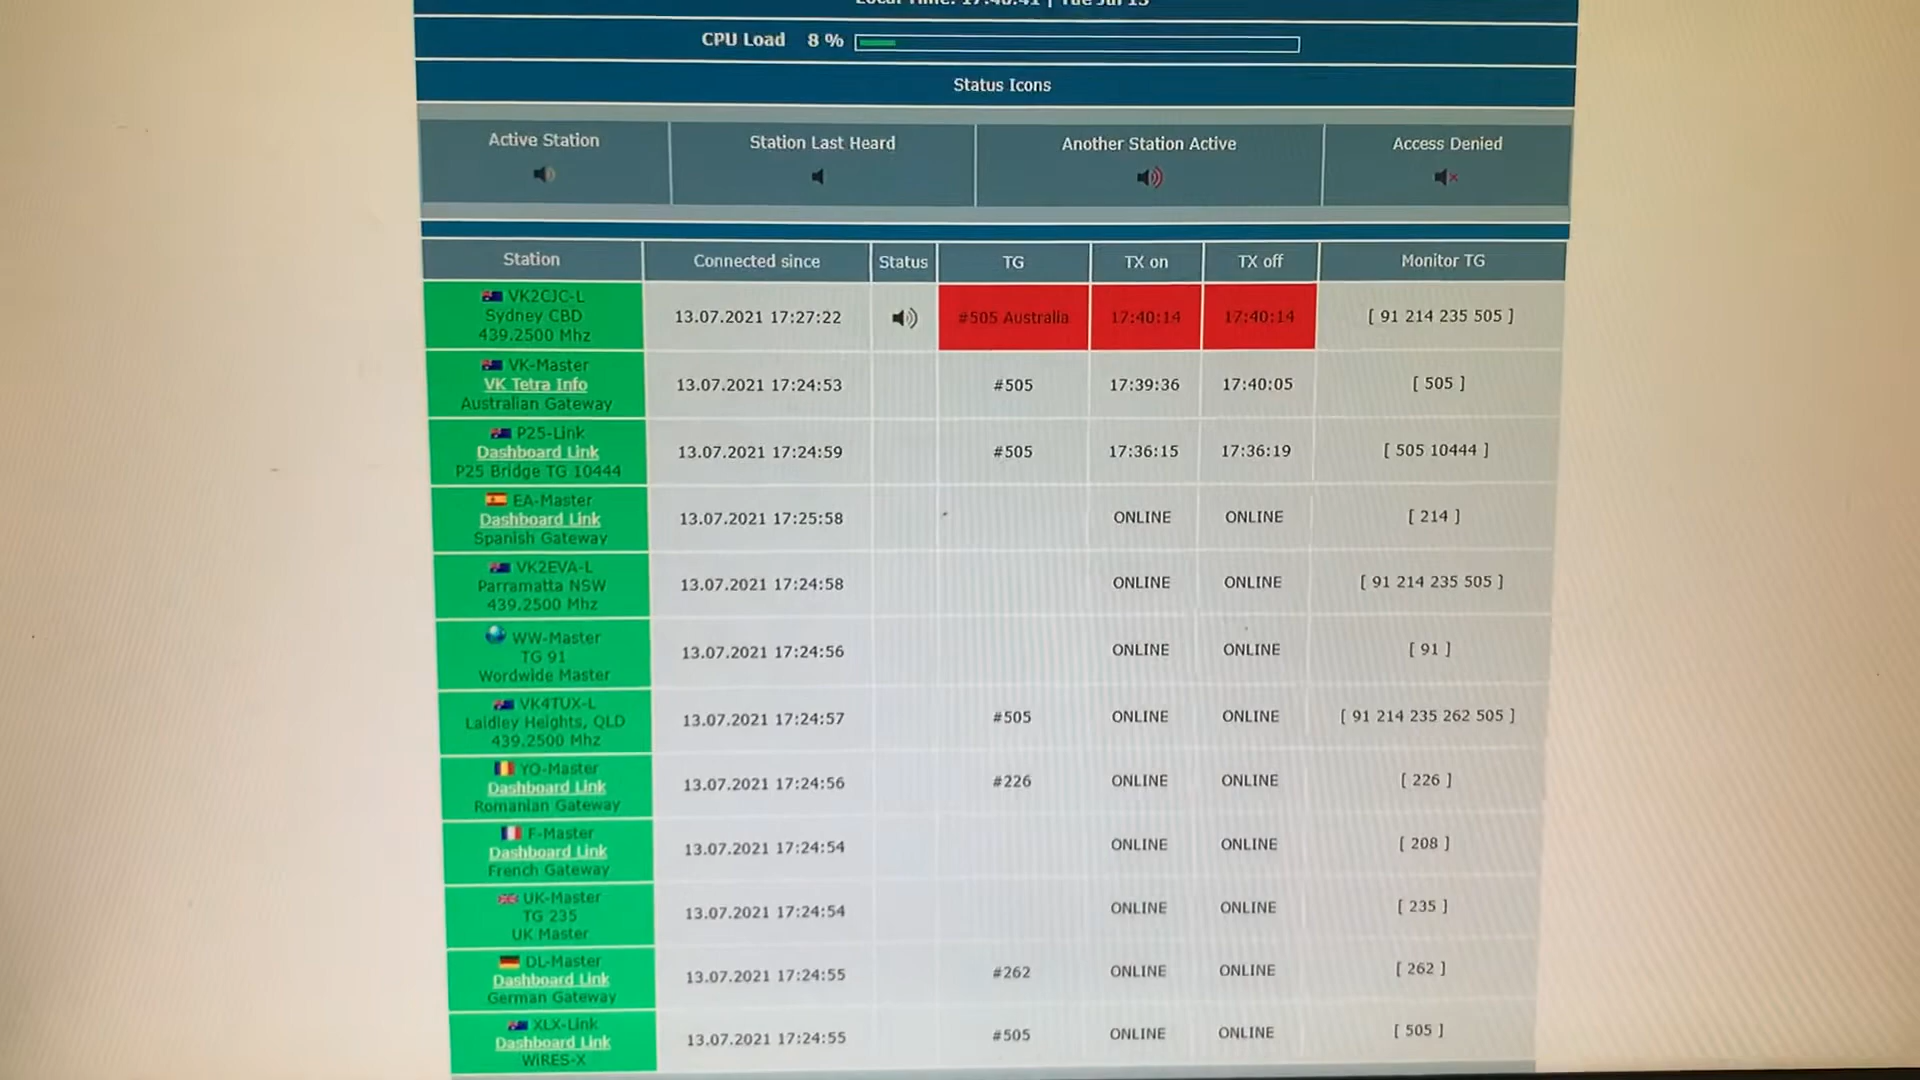 CPU Load 8 %
Status Icons
Active Station Station Last Heard Another Station Active Access Denied
Station Connected since Status TG TX on TX off Monitor TG
VK2CJC-L
Sydney CBD
439.2500 Mhz
13.07.2021 17:27:22 #505 Australia 17:40:14 17:40:14 [ 91 214 235 505 ]
VK-Master
VK Tetra Info
Australian Gateway
13.07.2021 17:24:53 #505 17:39:36 17:40:05 [ 505 ]
P25-Link
Dashboard Link
P25 Bridge TG 10444
13.07.2021 17:24:59 #505 17:36:15 17:36:19 [ 505 10444 ]
EA-Master
Dashboard Link
Spanish Gateway
13.07.2021 17:25:58 ONLINE ONLINE [ 214 ]
VK2EVA-L
Parramatta NSW
439.2500 Mhz
13.07.2021 17:24:58 ONLINE ONLINE [ 91 214 235 505 ]
WW-Master
TG 91
Wordwide Master
13.07.2021 17:24:56 ONLINE ONLINE [ 91 ]
VK4TUX-L
Laidley Heights, QLD
439.2500 Mhz
13.07.2021 17:24:57 #505 ONLINE ONLINE [ 91 214 235 262 505 ]
YO-Master
Dashboard Link
Romanian Gateway
13.07.2021 17:24:56 #226 ONLINE ONLINE [ 226 ]
F-Master
Dashboard Link
French Gateway
13.07.2021 17:24:54 ONLINE ONLINE [ 208 ]
UK-Master
TG 235
UK Master
13.07.2021 17:24:54 ONLINE ONLINE [ 235 ]
DL-Master
Dashboard Link
German Gateway
13.07.2021 17:24:55 #262 ONLINE ONLINE [ 262 ]
XLX-Link
Dashboard Link
WiRES-X
13.07.2021 17:24:55 #505 ONLINE ONLINE [ 505 ]